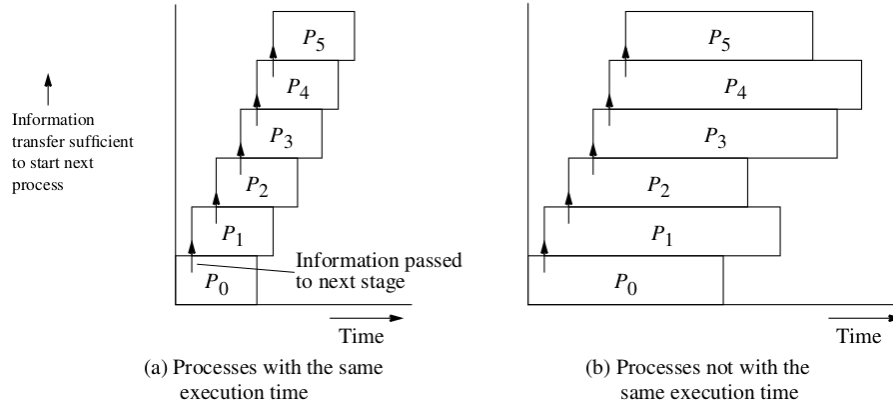 P5
P4
P3
P2
P1
P0
Information
transfer sufficient
to start next
process
Information passed
to next stage
Time
(a) Processes with the same
execution time
P5
P4
P3
P2
P1
P0
Time
(b) Processes not with the
same execution time